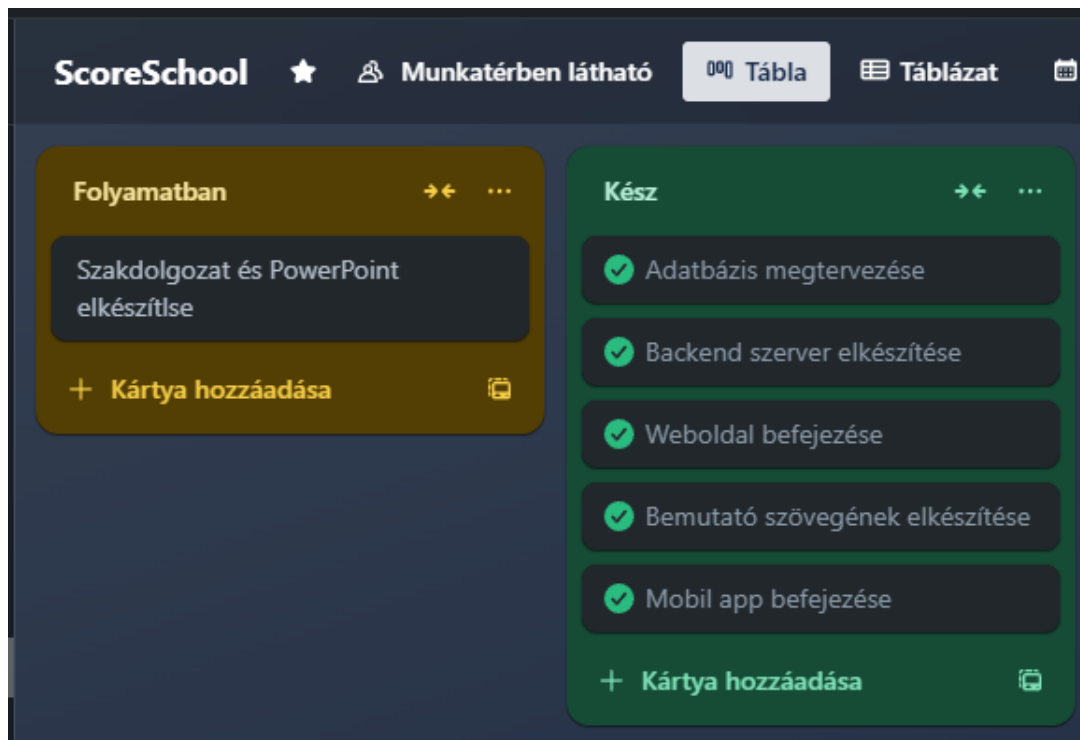 ScoreSchool Munkatérben látható Tábla Táblázat
Folyamatban
Szakdolgozat és PowerPoint
elkészítlse
Kártya hozzáadása
Kész
Adatbázis megtervezése
Backend szerver elkészítése
Weboldal befejezése
Bemutató szövegének elkészítése
Mobil app befejezése
Kártya hozzáadása